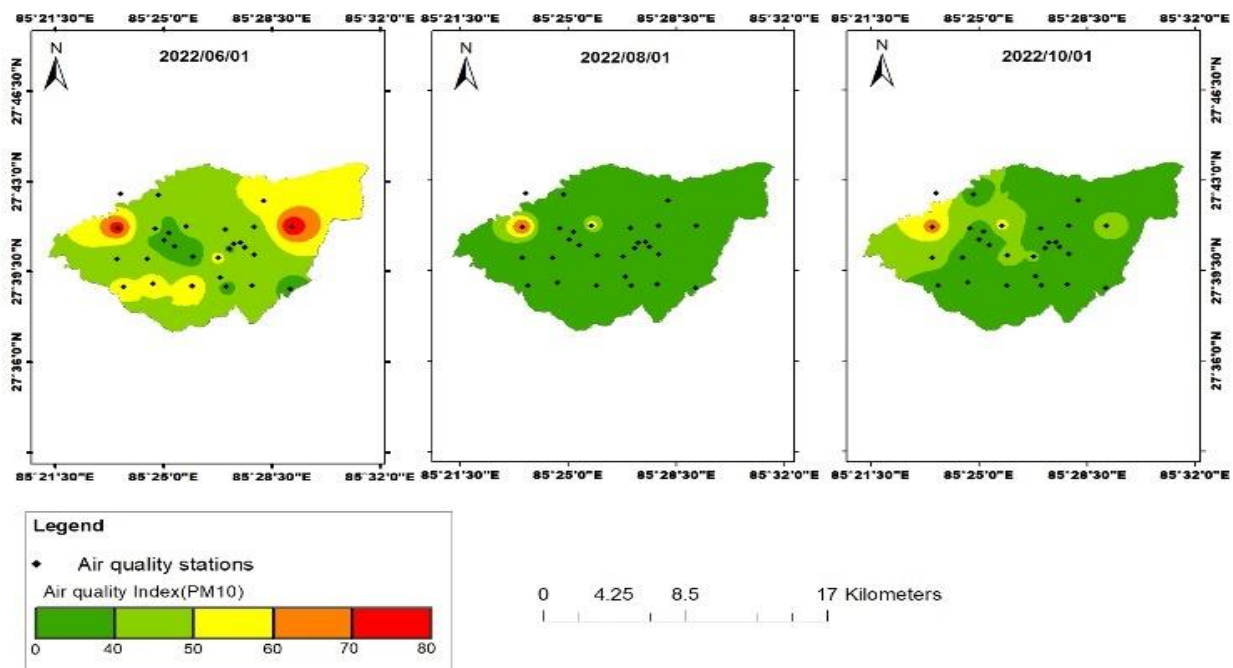 85°21'30"E 85°25'0"E 85°28'30"E 85°32'0"E 85°21'30"E 85°25'0"E 85°28'30"E 85°32'0"E 85°21'30"E 85°25'0"E 85°28'30"E 85°32'0"E
N 2022/06/01
N 2022/08/01
N 2022/10/01
27°46'30"N
27°43'0"N
27°39'30"N
27°36'0"N
27°46'30"N
27°43'0"N
27°39'30"N
27°36'0"N
85°21'30"E 85°25'0"E 85°28'30"E 85°32'0"E 85°21'30"E 85°25'0"E 85°28'30"E 85°32'0"E 85°21'30"E 85°25'0"E 85°28'30"E 85°32'0"E
Legend
Air quality stations
Air quality Index(PM10)
0 40 50 60 70 80
0 4.25 8.5 17 Kilometers